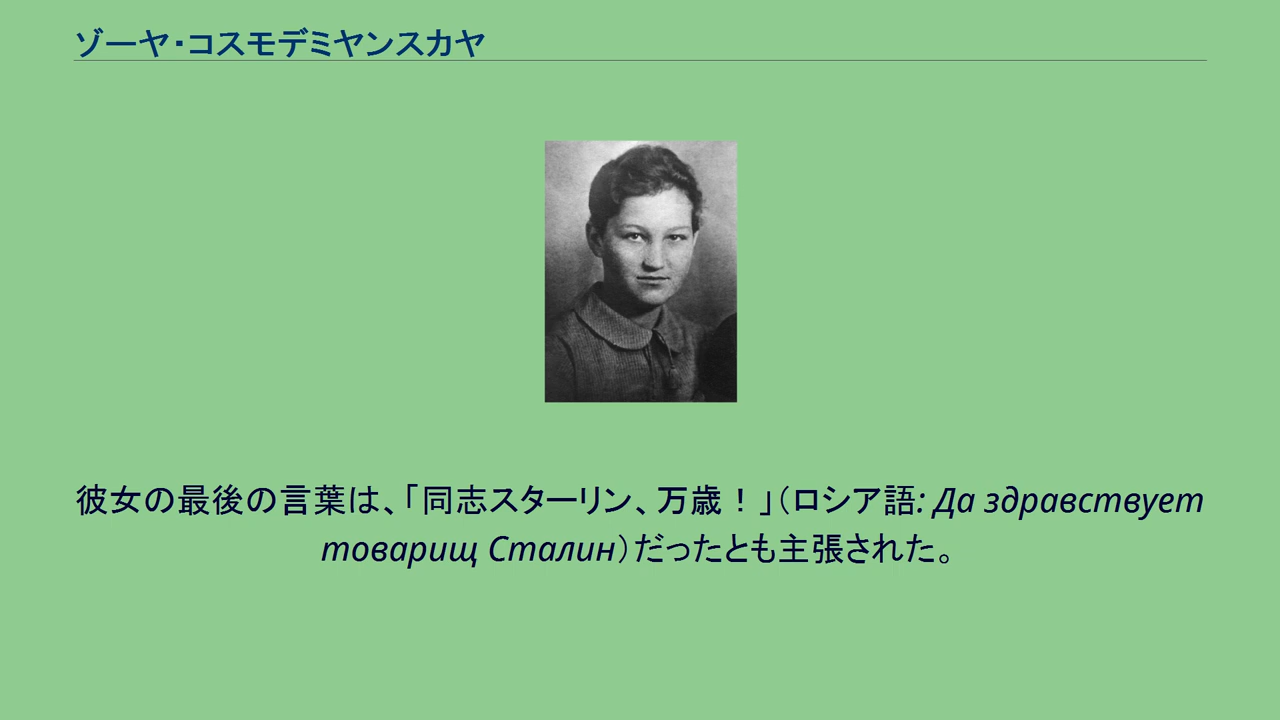 ゾーヤ・コスモデミヤンスカヤ
彼女の最後の言葉は、「同志スターリン、万歳！」（ロシア語: Да здравствует
товарищ Сталин）だったとも主張された。